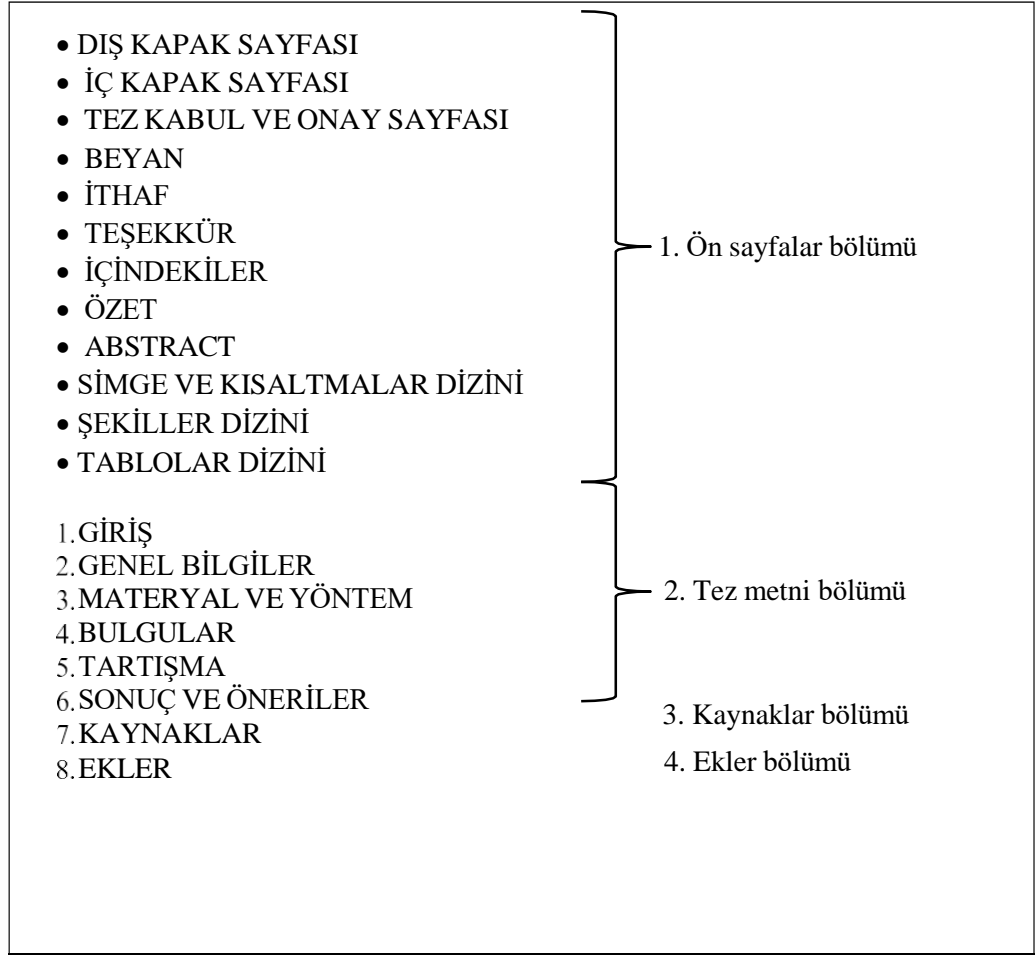 • DIŞ KAPAK SAYFASI
• İÇ KAPAK SAYFASI
• TEZ KABUL VE ONAY SAYFASI
• BEYAN
• İTHAF
• TEŞEKKÜR
• İÇİNDEKİLER
• ÖZET
• ABSTRACT
• SİMGE VE KISALTMALAR DİZİNİ
• ŞEKİLLER DİZİNİ
• TABLOLAR DİZİNİ
1. Ön sayfalar bölümü
1.GİRİŞ
2.GENEL BİLGİLER
3.MATERYAL VE YÖNTEM
4.BULGULAR
5.TARTIŞMA
6.SONUÇ VE ÖNERİLER
7.KAYNAKLAR
8.EKLER
2. Tez metni bölümü
3. Kaynaklar bölümü
4. Ekler bölümü